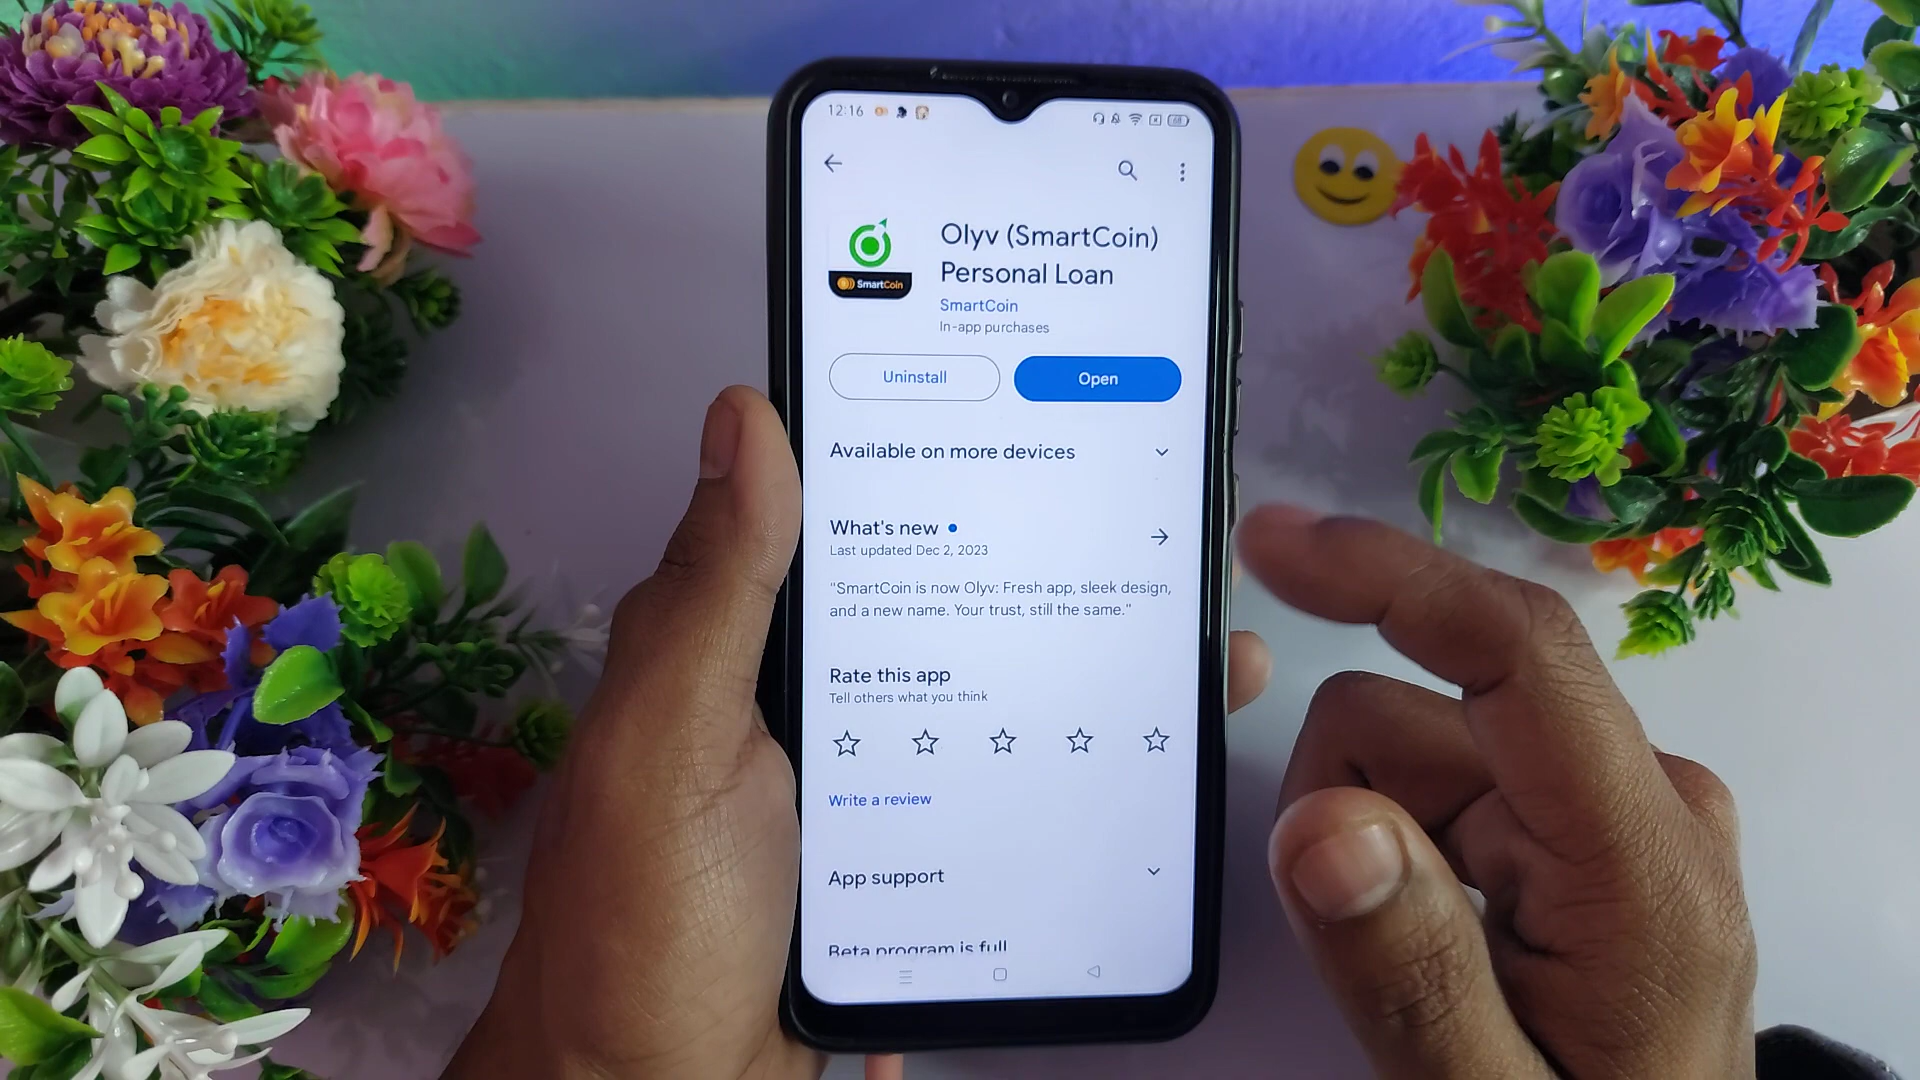 12:16
68
Olyv (SmartCoin)
Personal Loan
SmartCoin
SmartCoin
In-app purchases
Uninstall
Open
Available on more devices
What's new
Last updated Dec 2, 2023
"SmartCoin is now Olyv: Fresh app, sleek design,
and a new name. Your trust, still the same."
Rate this app
Tell others what you think
Write a review
App support
Beta program is full